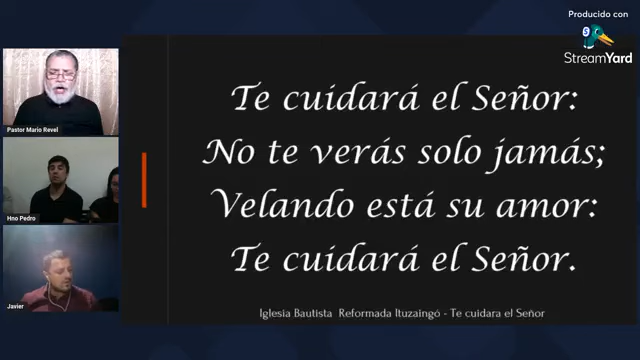 Producido con
StreamYard
Te cuidará el Señor:
No te verás solo jamás;
Velando está su amor:
Te cuidará el Señor.
Pastor Mario Revel
Hno Pedro
Javier
Iglesia Bautista Reformada Ituzaingó - Te cuidara el Señor